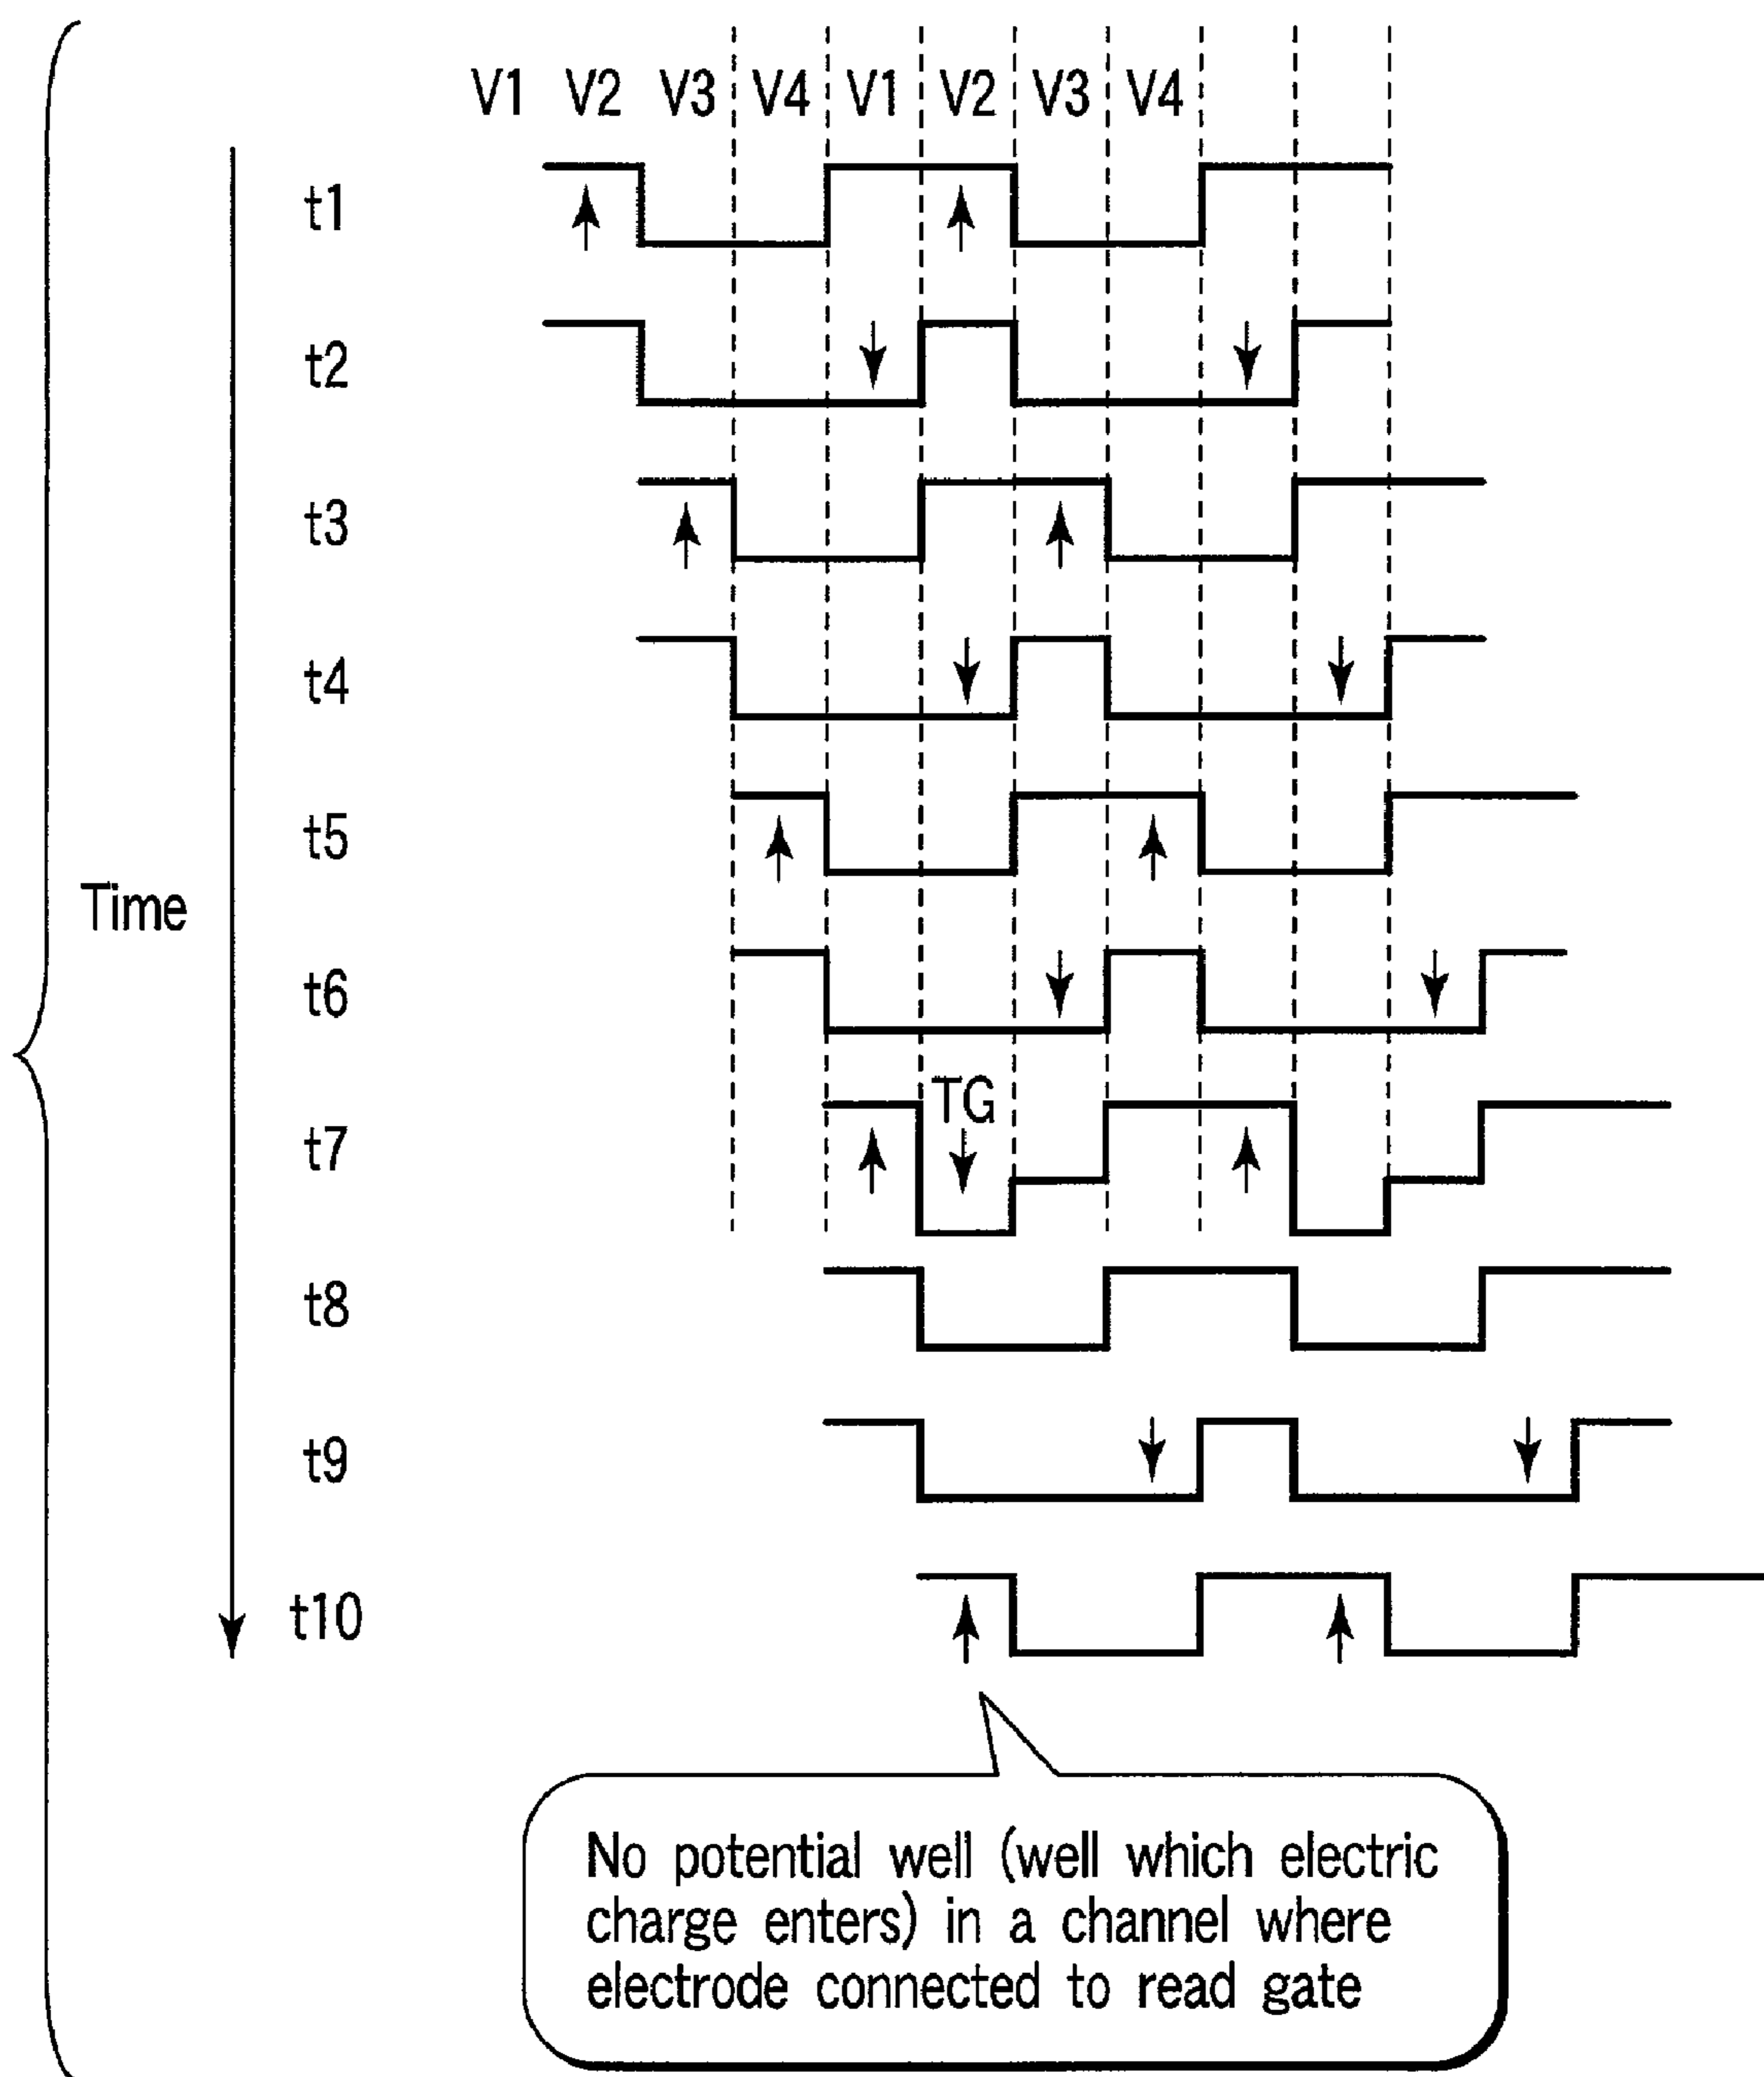 V1 V2 V3 V4 V1 V2 V3 V4
t1
t2
t3
t4
t5
Time
t6
TG
t7
t8
t9
t10
No potential well (well which electric
charge enters) in a channel where
electrode connected to read gate